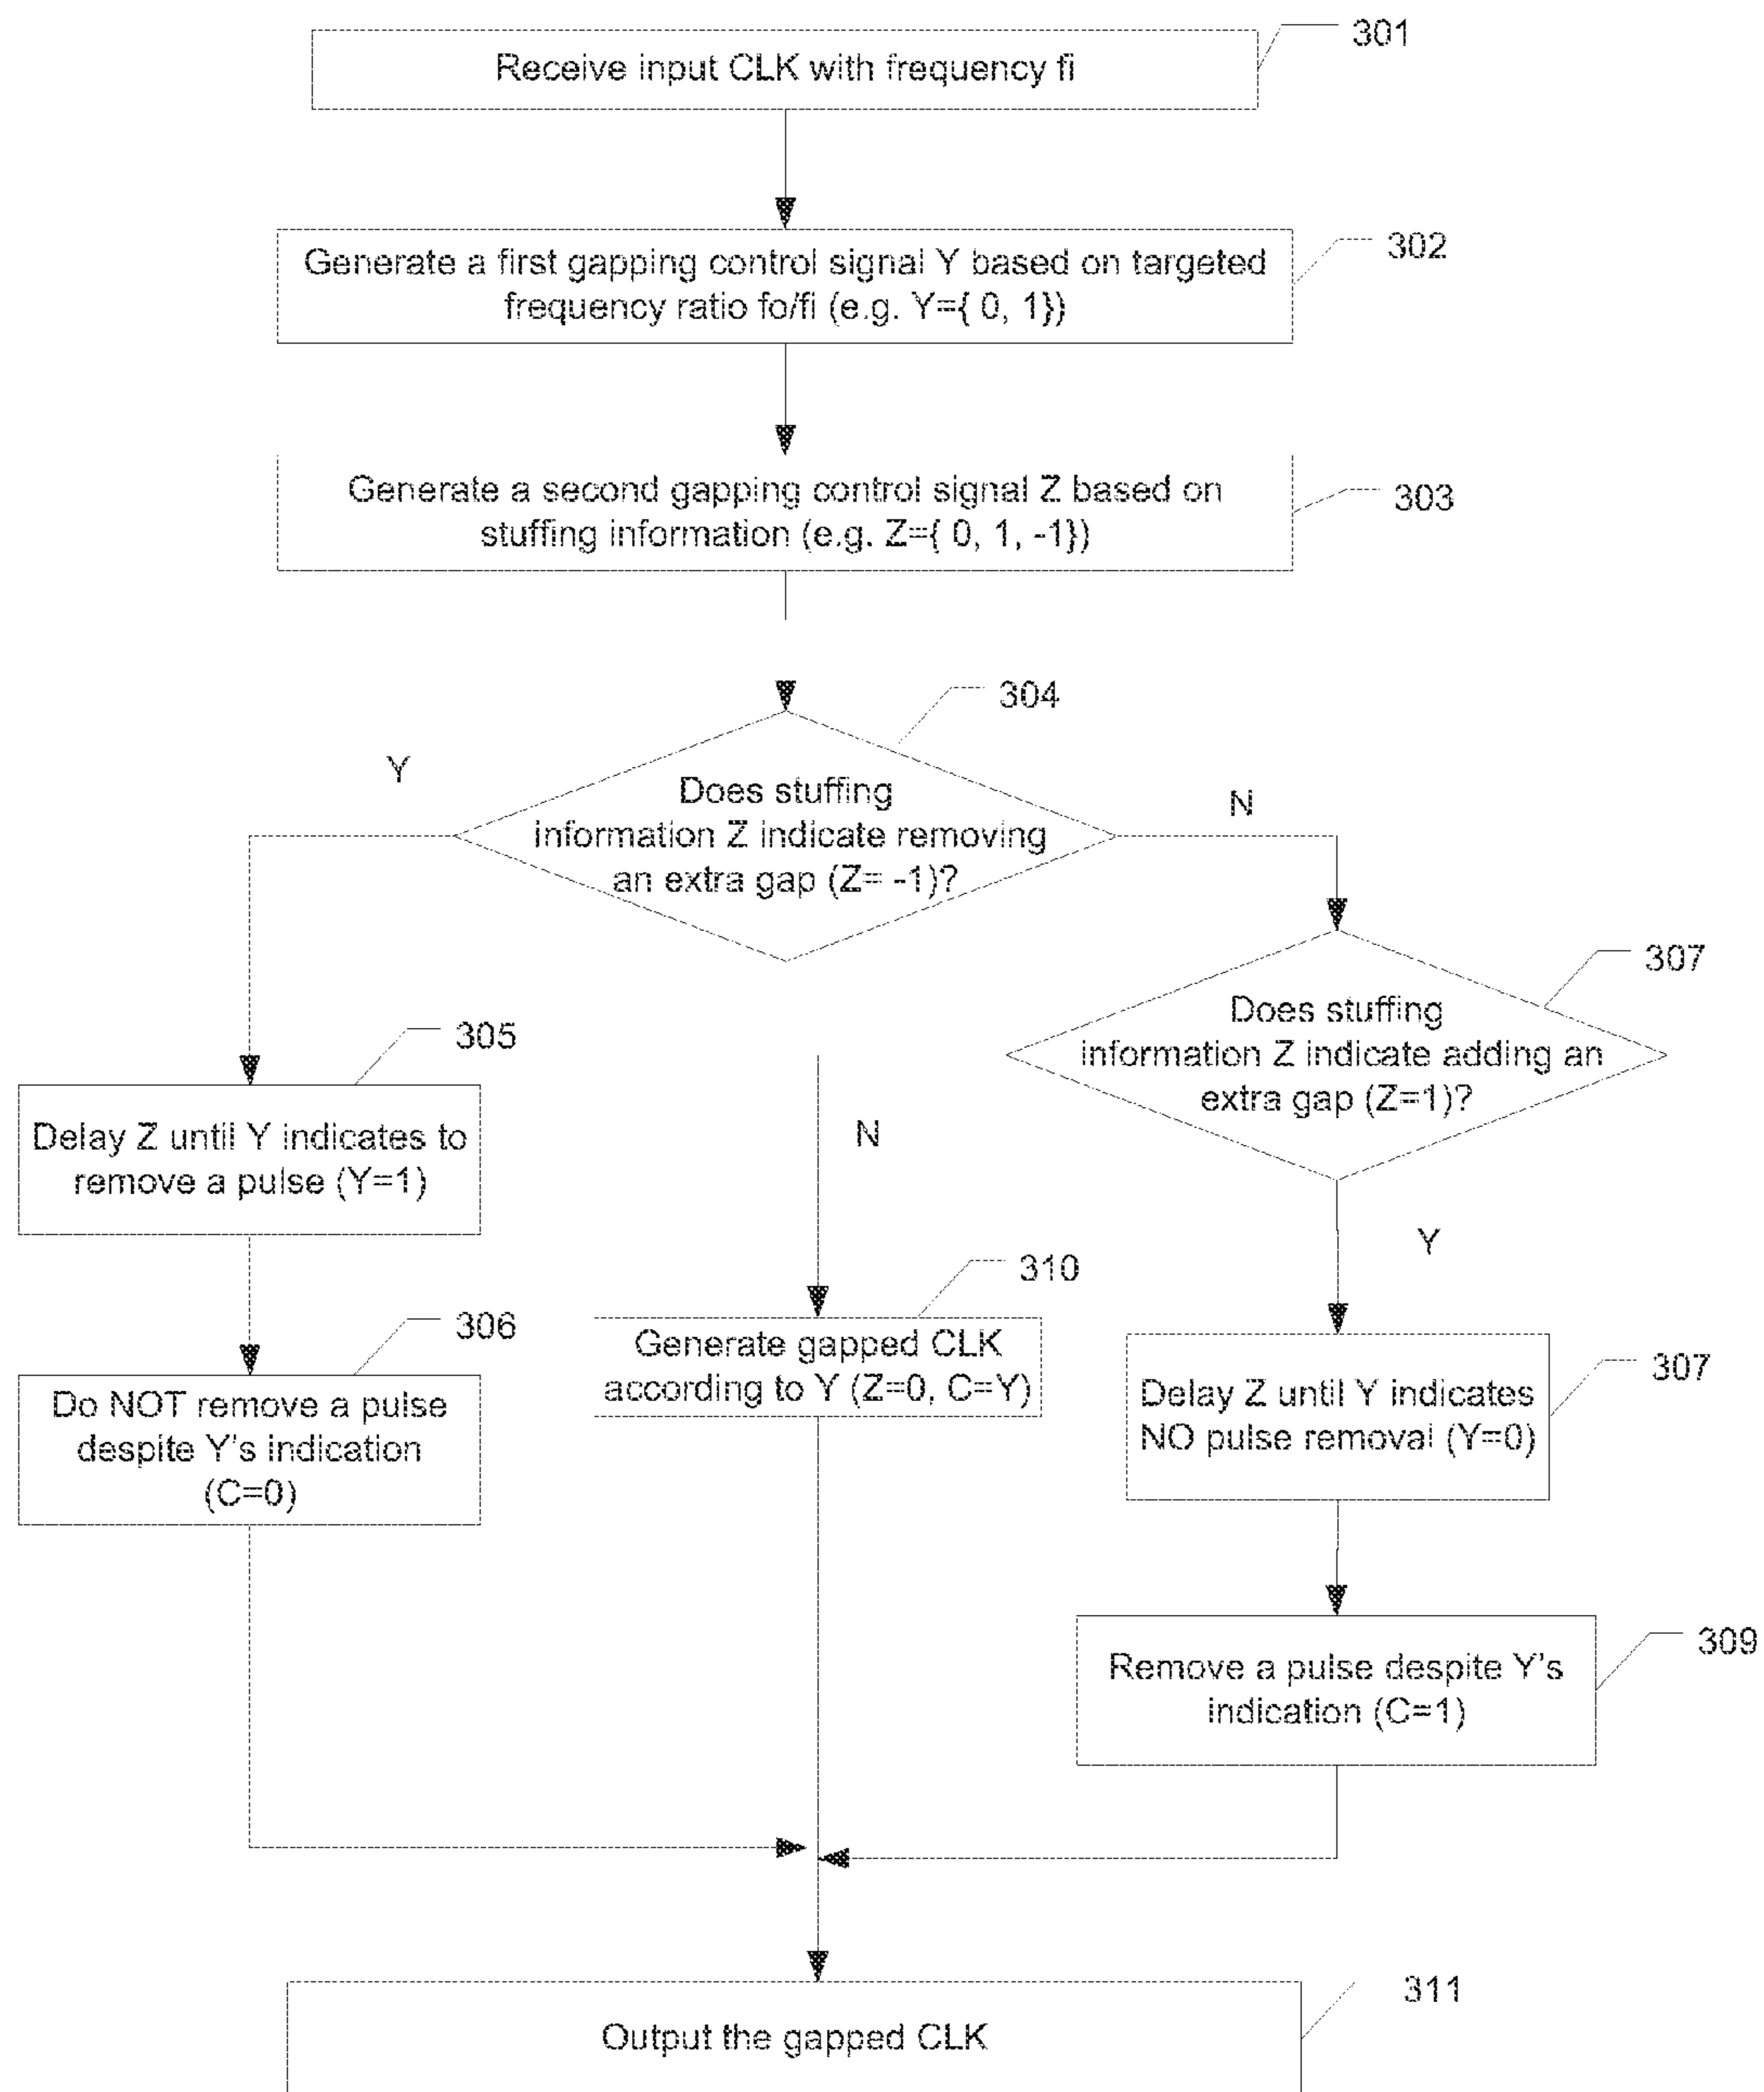 Receive input CLK with frequency fi
301
Generate a first gapping control signal Y based on targeted
frequency ratio fo/fi (e.g. Y={ 0, 1})
302
Generate a second gapping control signal Z based on
stuffing information (e.g. Z={ 0, 1, -1})
303
304
Does stuffing
information Z indicate removing
an extra gap (Z= -1)?
Y
N
307
Does stuffing
information Z indicate adding an
extra gap (Z=1)?
305
Delay Z until Y indicates to
remove a pulse (Y=1)
N
Y
306
Do NOT remove a pulse
despite Y's indication
(C=0)
310
Generate gapped CLK
according to Y (Z=0, C=Y)
307
Delay Z until Y indicates
NO pulse removal (Y=0)
309
Remove a pulse despite Y's
indication (C=1)
311
Output the gapped CLK